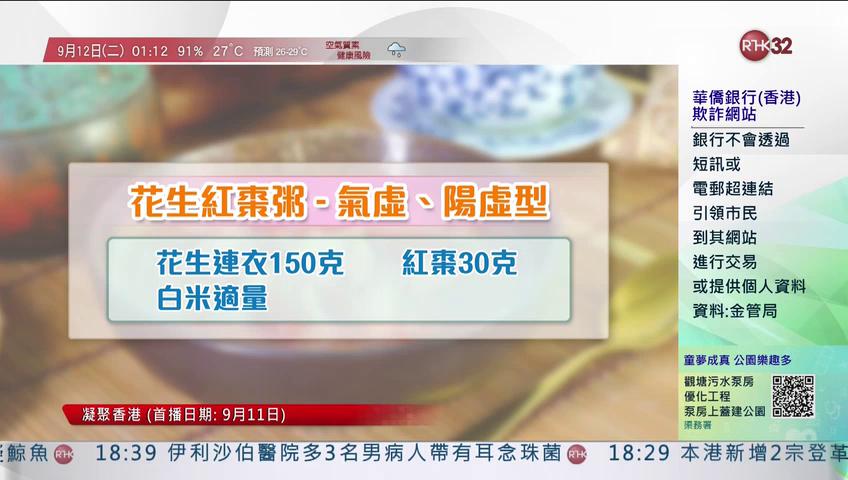 9月12日(二) 01:12 91% 27°C 預測 26-29°C 空氣質素
健康風險
RTHK 32
花生紅棗粥 - 氣虛、陽虛型
花生連衣150克 紅棗30克
白米適量
凝聚香港 (首播日期: 9月11日)
華僑銀行(香港)
欺詐網站
銀行不會透過
短訊或
電郵超連結
引領市民
到其網站
進行交易
或提供個人資料
資料:金管局
童夢成真 公園樂趣多
觀塘污水泵房
優化工程
泵房上蓋建公園
渠務署
鯨魚 RTHK 18:39 伊利沙伯醫院多3名男病人帶有耳念珠菌 RTHK 18:29 本港新增2宗登革